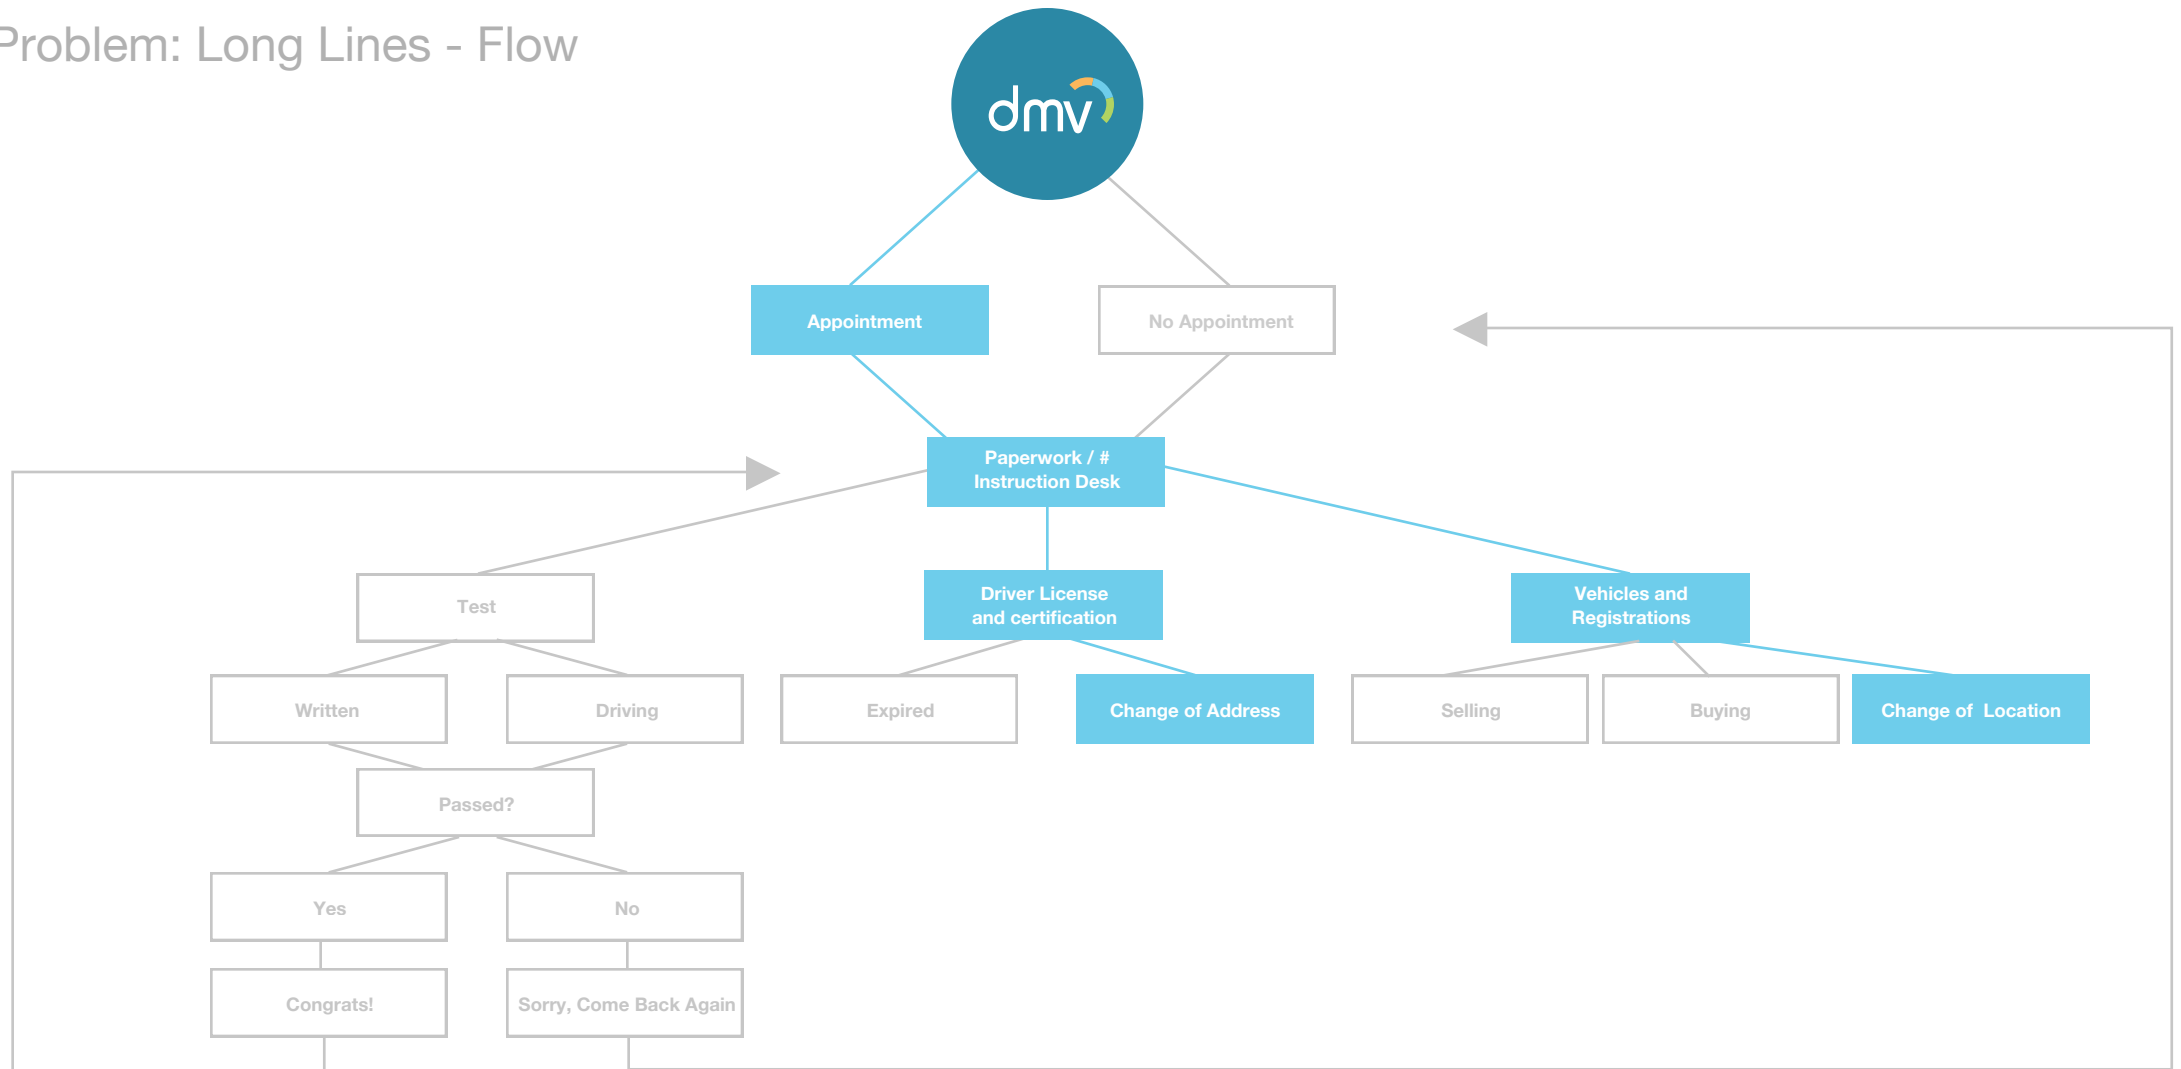 Problem: Long Lines - Flow
dmv
Appointment
No Appointment
Paperwork / #
Instruction Desk
Test
Driver License
and certification
Vehicles and
Registrations
Written
Driving
Expired
Change of Address
Selling
Buying
Change of  Location
Passed?
Yes
No
Congrats!
Sorry, Come Back Again